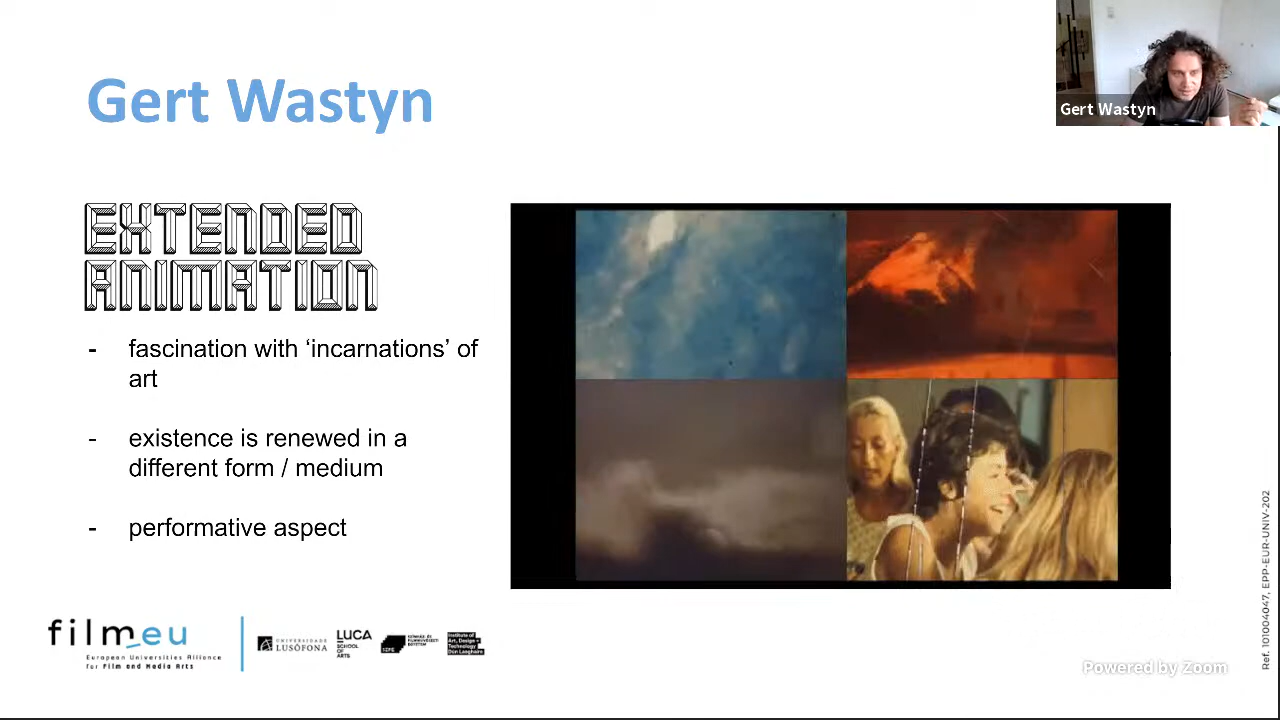 Gert Wastyn
Gert Wastyn
EXTENDED
ANIMATION
- fascination with ‘incarnations’ of
art
- existence is renewed in a
different form / medium
- performative aspect
filmeu
European Universities Alliance
for Film and Media Arts
UNIVERSIDADE
LUSÓFONA
LUCA
SCHOOL
OF
ARTS
SZFE
SZÍNHÁZ- ÉS
FILMMŰVÉSZETI
EGYETEM
Institute of
Art, Design +
Technology
Dún Laoghaire
Powered by Zoom
Ref. 101004047, EPP-EUR-UNIV-202